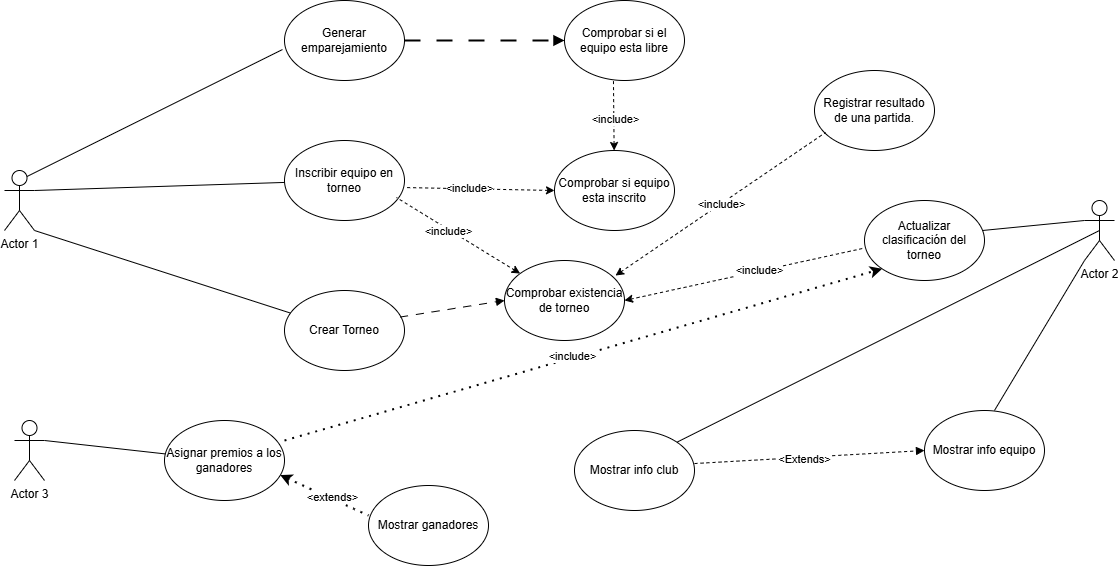 Generar
emparejamiento
Comprobar si el
equipo esta libre
Registrar resultado
de una partida.
<include>
Inscribir equipo en
torneo
<include>
Comprobar si equipo
esta inscrito
<include>
Actualizar
clasificación del
torneo
<include>
Actor 1
Actor 2
<include>
Comprobar existencia
de torneo
Crear Torneo
<include>
Asignar premios a los
ganadores
Mostrar info club
<Extends>
Mostrar info equipo
Actor 3
<extends>
Mostrar ganadores